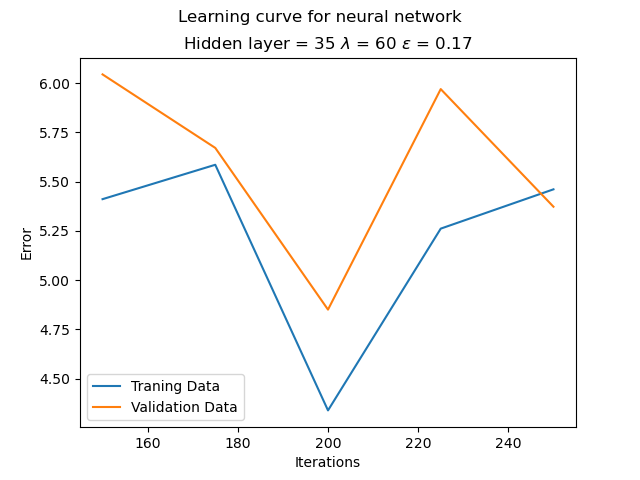 Learning curve for neural network
Hidden layer = 35 λ = 60 ε = 0.17
6.00
5.75
5.50
5.25
5.00
4.75
4.50
Error
Traning Data
Validation Data
160 180 200 220 240
Iterations